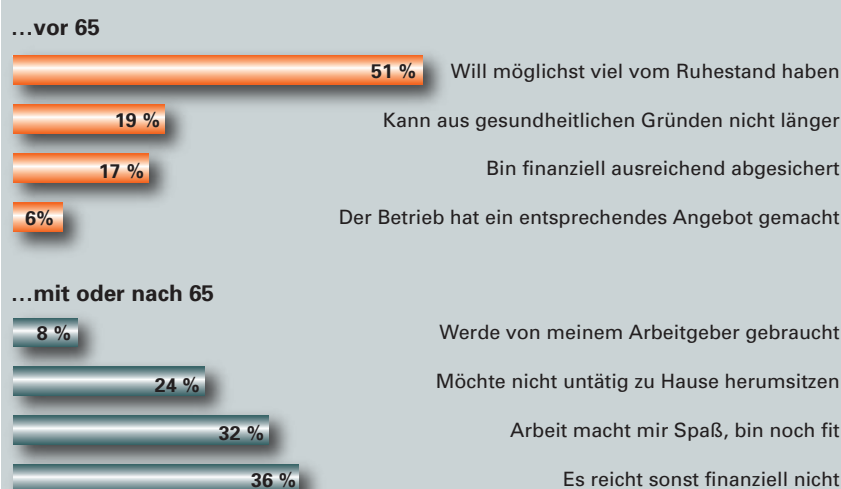 …vor 65
51 % Will möglichst viel vom Ruhestand haben
19 % Kann aus gesundheitlichen Gründen nicht länger
17 % Bin finanziell ausreichend abgesichert
6% Der Betrieb hat ein entsprechendes Angebot gemacht
…mit oder nach 65
8 % Werde von meinem Arbeitgeber gebraucht
24 % Möchte nicht untätig zu Hause herumsitzen
32 % Arbeit macht mir Spaß, bin noch fit
36 % Es reicht sonst finanziell nicht